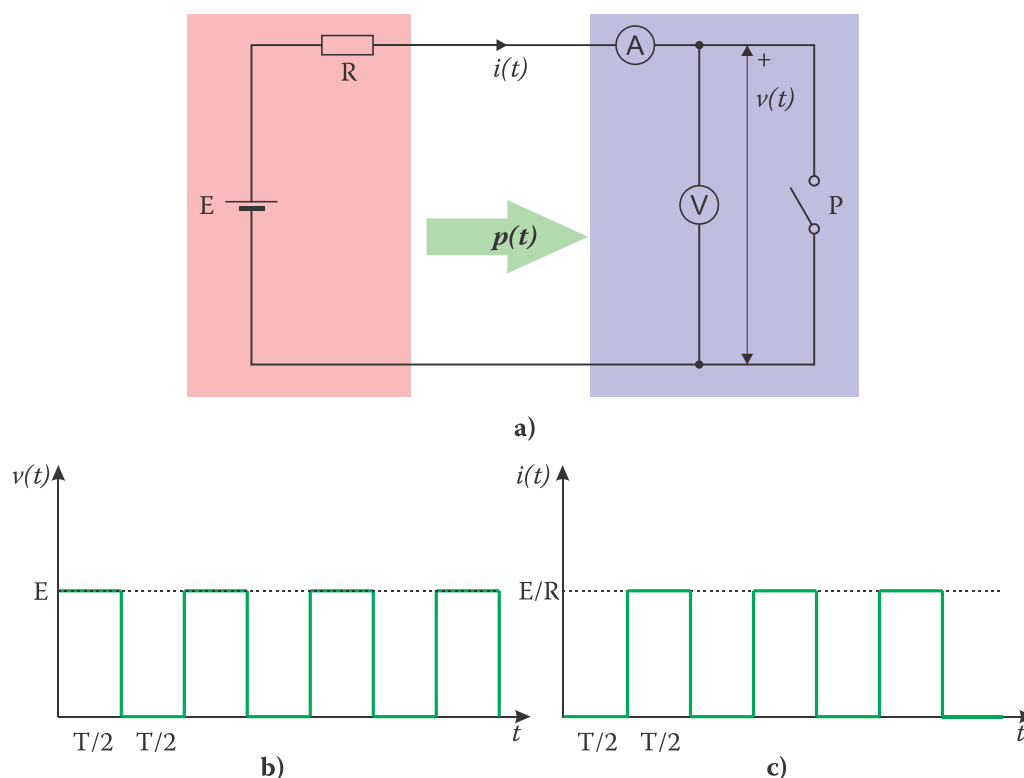 R
i(t)
A
+
v(t)
E
V
P
p(t)
a)
v(t)
i(t)
E
E/R
T/2 T/2
t
T/2 T/2
t
b)
c)